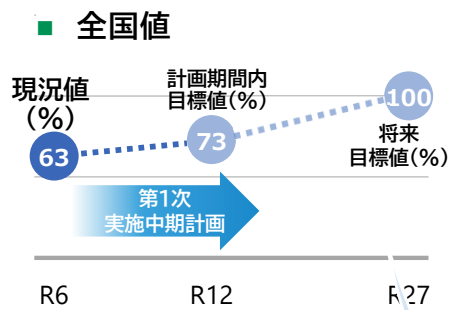 ■ 全国値
現況値
(%)
計画期間内
目標値(%)
63
73
100
将来
目標値(%)
第1次
実施中期計画
R6
R12
R27